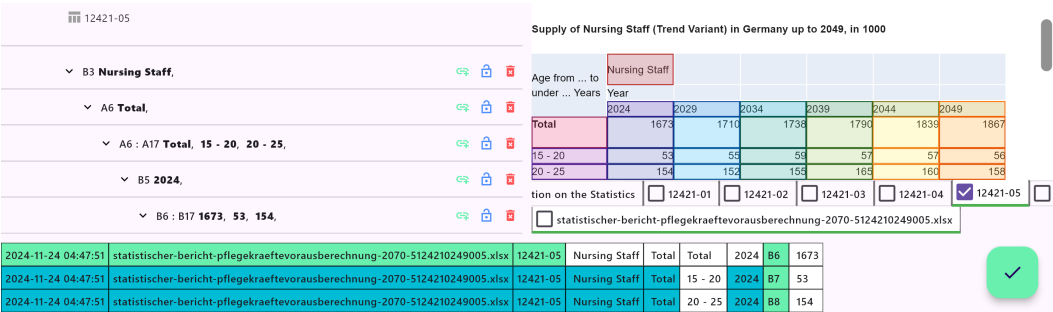 12421-05
B3 Nursing Staff,
A6 Total,
A6 : A17 Total, 15 - 20, 20 - 25,
B5 2024,
B6 : B17 1673, 53, 154,
Supply of Nursing Staff (Trend Variant) in Germany up to 2049, in 1000
Age from ... to under ... Years
Nursing Staff
Year
2024 2029 2034 2039 2044 2049
Total 1673 1710 1738 1790 1839 1867
15 - 20 53 55 59 57 57 56
20 - 25 154 152 155 165 160 158
tion on the Statistics 12421-01 12421-02 12421-03 12421-04 12421-05
statistischer-bericht-pflegekraeftevorausberechnung-2070-5124210249005.xlsx
2024-11-24 04:47:51 statistischer-bericht-pflegekraeftevorausberechnung-2070-5124210249005.xlsx 12421-05 Nursing Staff Total Total 2024 B6 1673
2024-11-24 04:47:51 statistischer-bericht-pflegekraeftevorausberechnung-2070-5124210249005.xlsx 12421-05 Nursing Staff Total 15 - 20 2024 B7 53
2024-11-24 04:47:51 statistischer-bericht-pflegekraeftevorausberechnung-2070-5124210249005.xlsx 12421-05 Nursing Staff Total 20 - 25 2024 B8 154